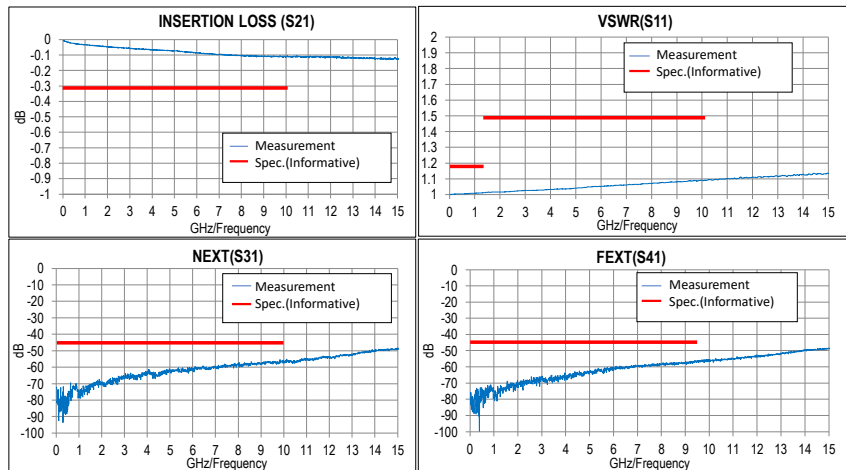 INSERTION LOSS (S21)
0
-0.1
-0.2
-0.3
-0.4
-0.5
-0.6
-0.7
-0.8
-0.9
-1
dB
Measurement
Spec.(Informative)
0 1 2 3 4 5 6 7 8 9 10 11 12 13 14 15
GHz/Frequency
VSWR(S11)
2
1.9
1.8
1.7
1.6
1.5
1.4
1.3
1.2
1.1
1
Measurement
Spec.(Informative)
0 1 2 3 4 5 6 7 8 9 10 11 12 13 14 15
GHz/Frequency
NEXT(S31)
0
-10
-20
-30
-40
-50
-60
-70
-80
-90
-100
dB
Measurement
Spec.(Informative)
0 1 2 3 4 5 6 7 8 9 10 11 12 13 14 15
GHz/Frequency
FEXT(S41)
0
-10
-20
-30
-40
-50
-60
-70
-80
-90
-100
dB
Measurement
Spec.(Informative)
0 1 2 3 4 5 6 7 8 9 10 11 12 13 14 15
GHz/Frequency